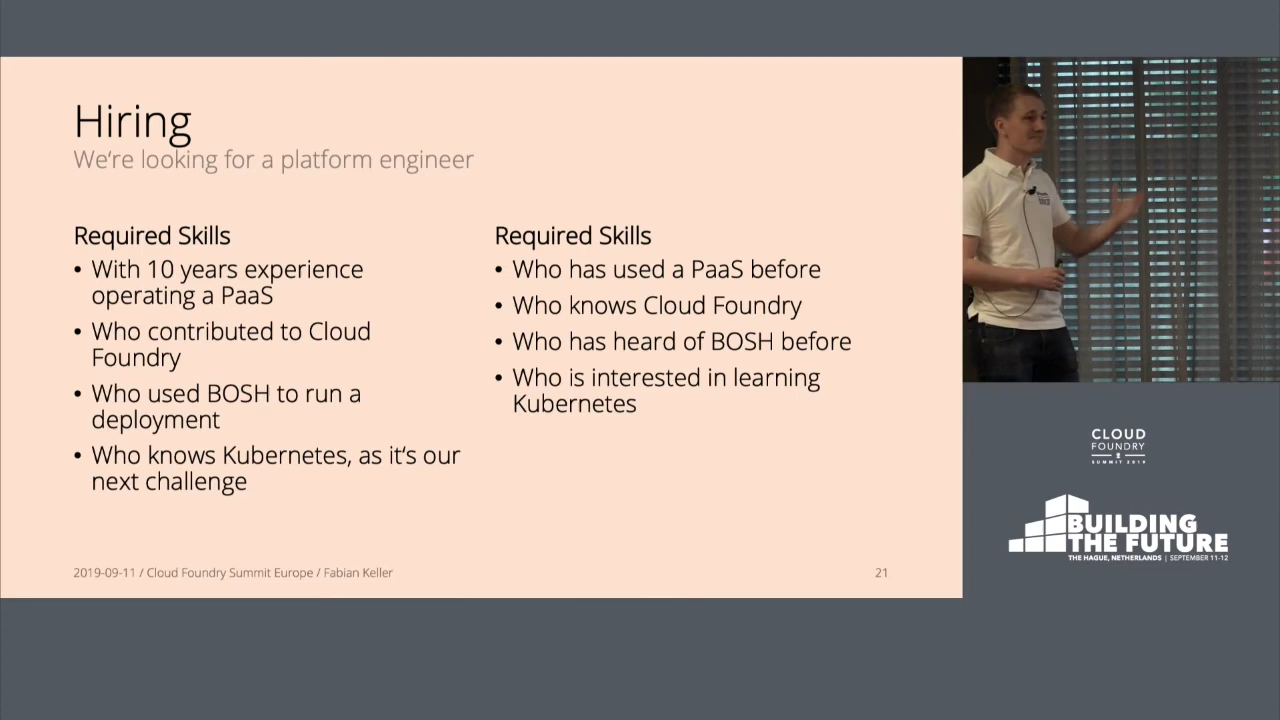 Hiring
We're looking for a platform engineer
Required Skills
• With 10 years experience
operating a PaaS
• Who contributed to Cloud
Foundry
• Who used BOSH to run a
deployment
• Who knows Kubernetes, as it's our
next challenge
Required Skills
• Who has used a PaaS before
• Who knows Cloud Foundry
• Who has heard of BOSH before
• Who is interested in learning
Kubernetes
2019-09-11 / Cloud Foundry Summit Europe / Fabian Keller
21
CLOUD
FOUNDRY
SUMMIT 2019
BUILDING
THE FUTURE
THE HAGUE, NETHERLANDS | SEPTEMBER 11-12